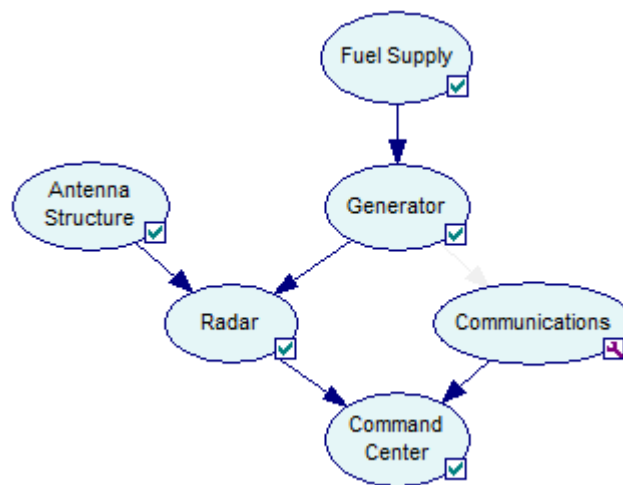 Fuel Supply
Antenna
Structure
Generator
Radar
Communications
Command
Center